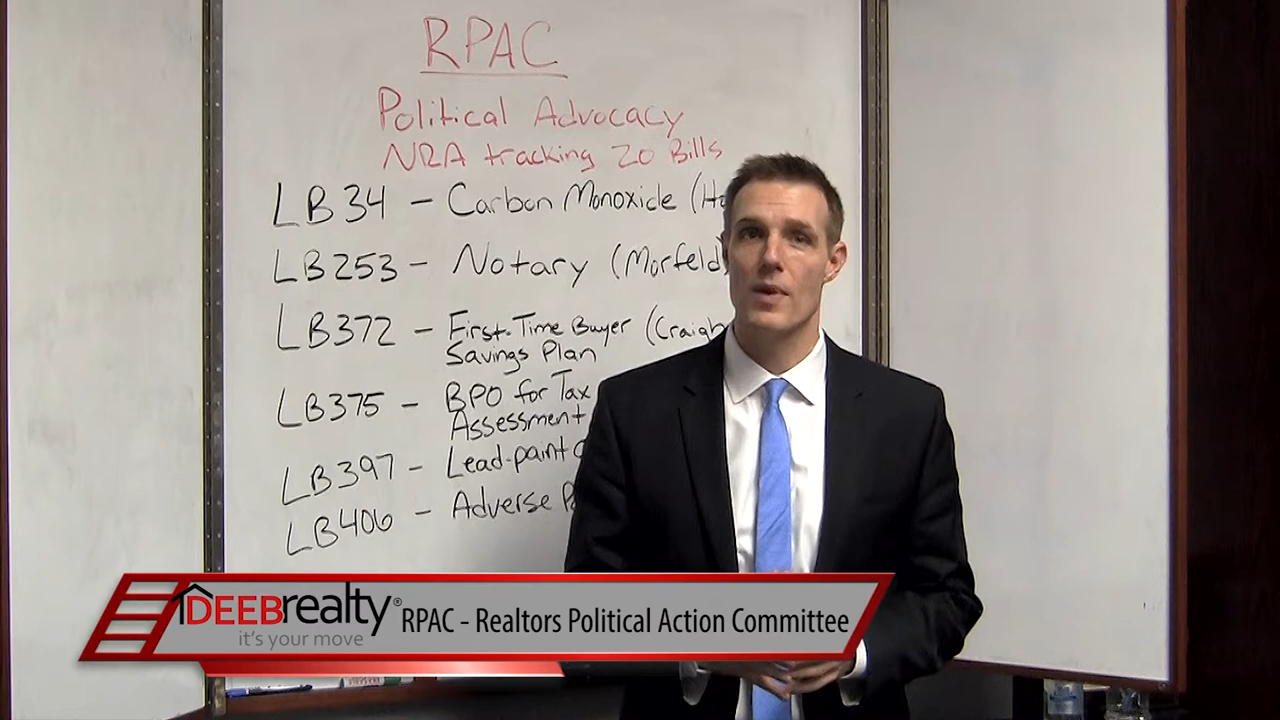 RPAC
Political Advocacy
NRA tracking 20 Bills
LB34 - Carbon Monoxide
LB253 - Notary (Morfeld)
LB372 - First-Time Buyer
Savings Plan
LB375 - BPO for Tax
Assessment
LB397 - Lead-paint
LB406 - Adverse
DEEBrealty®
it's your move
RPAC - Realtors Political Action Committee